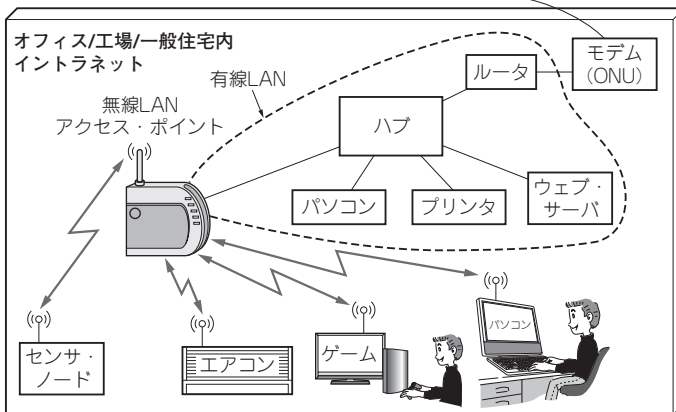 オフィス/工場/一般住宅内
イントラネット
有線LAN
無線LAN
アクセス・ポイント
モデム
(ONU)
ルータ
ハブ
パソコン
プリンタ
ウェブ・
サーバ
センサ・
ノード
エアコン
ゲーム
パソコン